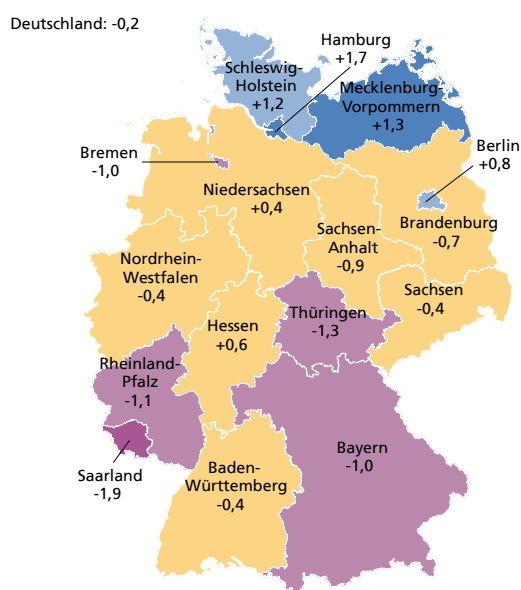 Deutschland: -0,2
Hamburg
+1,7
Schleswig-
Holstein
+1,2
Mecklenburg-
Vorpommern
+1,3
Bremen
-1,0
Berlin
+0,8
Niedersachsen
+0,4
Brandenburg
-0,7
Sachsen-
Anhalt
-0,9
Nordrhein-
Westfalen
-0,4
Sachsen
-0,4
Thüringen
-1,3
Hessen
+0,6
Rheinland-
Pfalz
-1,1
Bayern
-1,0
Saarland
-1,9
Baden-
Württemberg
-0,4